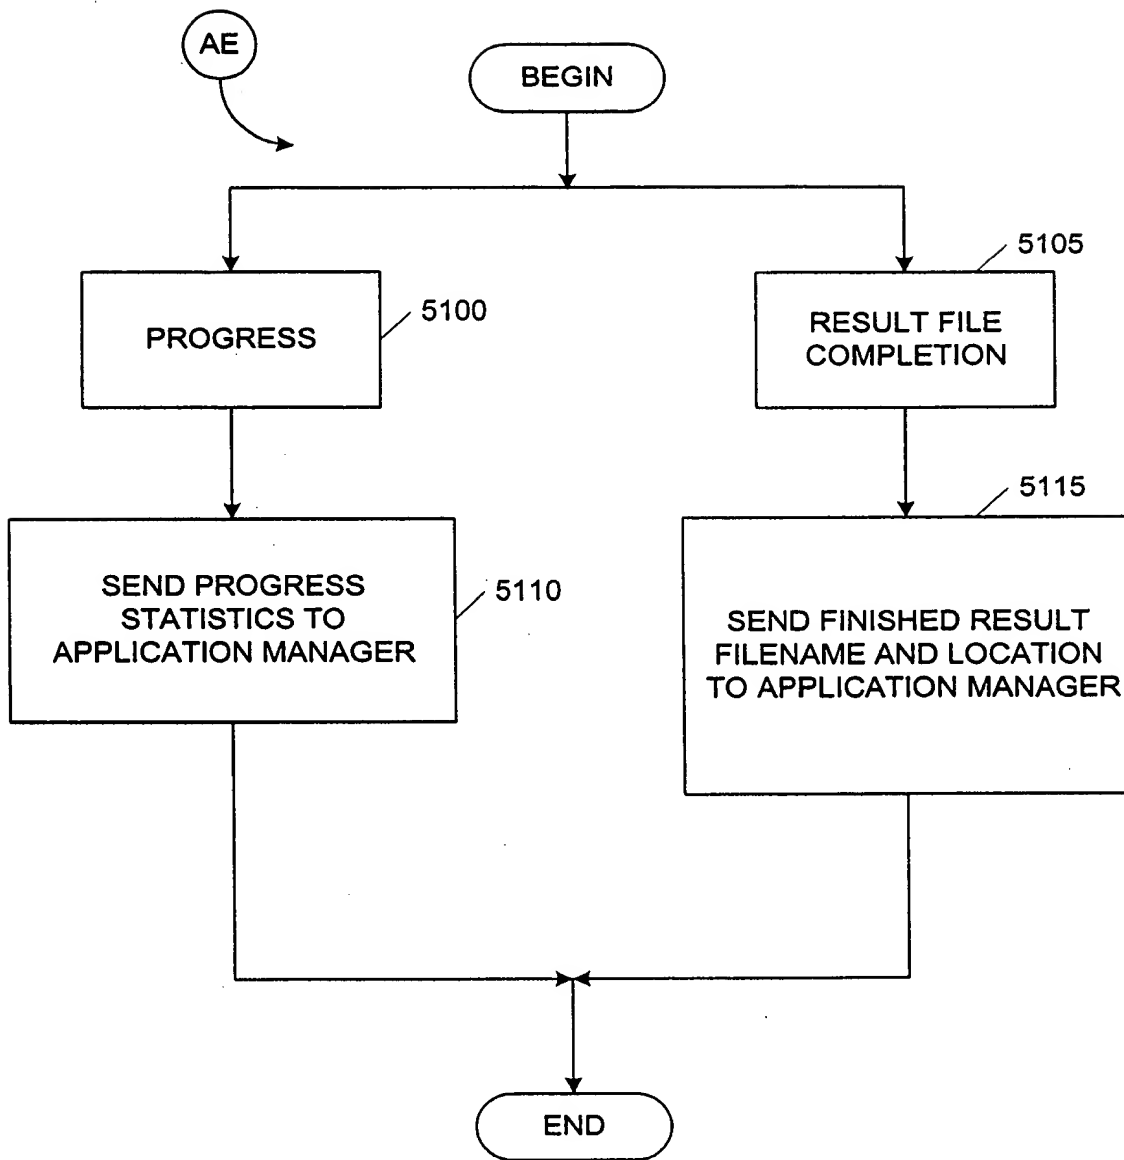 AE
BEGIN
5105
5100
PROGRESS
RESULT FILE
COMPLETION
5115
SEND PROGRESS
STATISTICS TO
APPLICATION MANAGER
5110
SEND FINISHED RESULT
FILENAME AND LOCATION
TO APPLICATION MANAGER
END